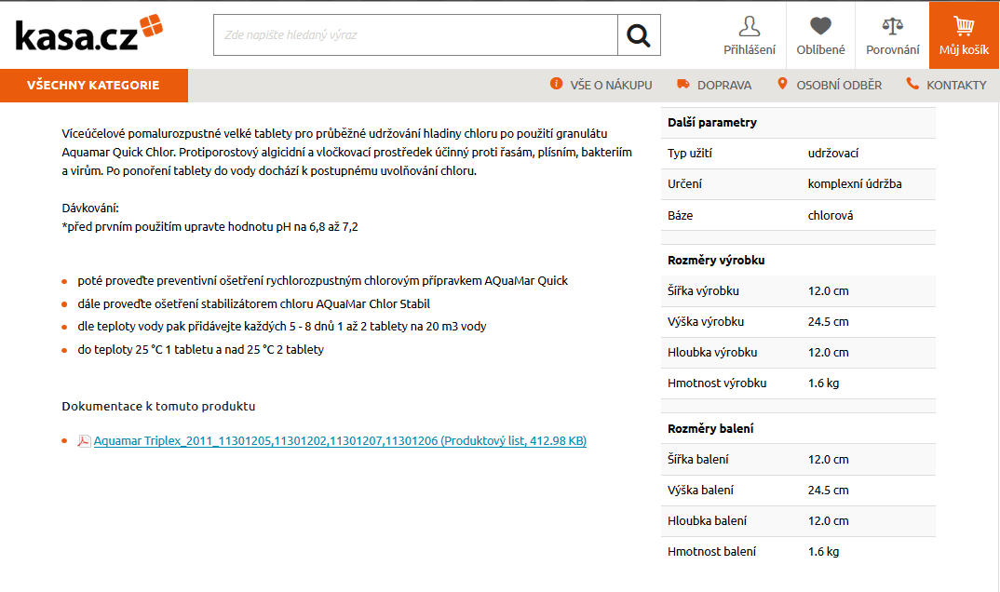 kasa.cz
Zde napište hledaný výraz
Přihlášení
Oblíbené
Porovnání
Můj košík
VŠECHNY KATEGORIE
VŠE O NÁKUPU
DOPRAVA
OSOBNÍ ODBĚR
KONTAKTY
Víceúčelové pomalurozpustné velké tablety pro průběžné udržování hladiny chloru po použití granulátu
Aquamar Quick Chlor. Protiporostový algicidní a vločkovací prostředek účinný proti řasám, plísním, bakteriím
a virům. Po ponoření tablety do vody dochází k postupnému uvolňování chloru.
Dávkování:
*před prvním použitím upravte hodnotu pH na 6,8 až 7,2
poté proveďte preventivní ošetření rychlorozpustným chlorovým přípravkem AQuaMar Quick
dále proveďte ošetření stabilizátorem chloru AQuaMar Chlor Stabil
dle teploty vody pak přidávejte každých 5 - 8 dnů 1 až 2 tablety na 20 m3 vody
do teploty 25 °C 1 tabletu a nad 25 °C 2 tablety
Dokumentace k tomuto produktu
Aquamar Triplex_2011_11301205,11301202,11301207,11301206 (Produktový list, 412.98 KB)
Další parametry
Typ užití udržovací
Určení komplexní údržba
Báze chlorová
Rozměry výrobku
Šířka výrobku 12.0 cm
Výška výrobku 24.5 cm
Hloubka výrobku 12.0 cm
Hmotnost výrobku 1.6 kg
Rozměry balení
Šířka balení 12.0 cm
Výška balení 24.5 cm
Hloubka balení 12.0 cm
Hmotnost balení 1.6 kg